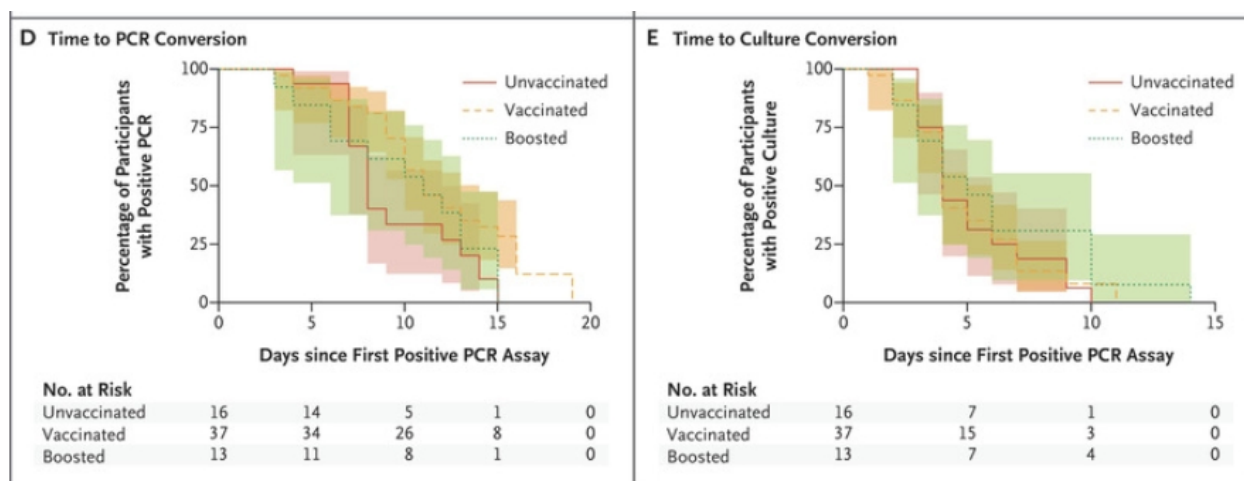 D Time to PCR Conversion
Percentage of Participants
with Positive PCR
100
75
50
25
0
Unvaccinated
Vaccinated
Boosted
0 5 10 15 20
Days since First Positive PCR Assay
No. at Risk
Unvaccinated 16 14 5 1 0
Vaccinated 37 34 26 8 0
Boosted 13 11 8 1 0
E Time to Culture Conversion
Percentage of Participants
with Positive Culture
100
75
50
25
0
Unvaccinated
Vaccinated
Boosted
0 5 10 15
Days since First Positive PCR Assay
No. at Risk
Unvaccinated 16 7 1 0
Vaccinated 37 15 3 0
Boosted 13 7 4 0